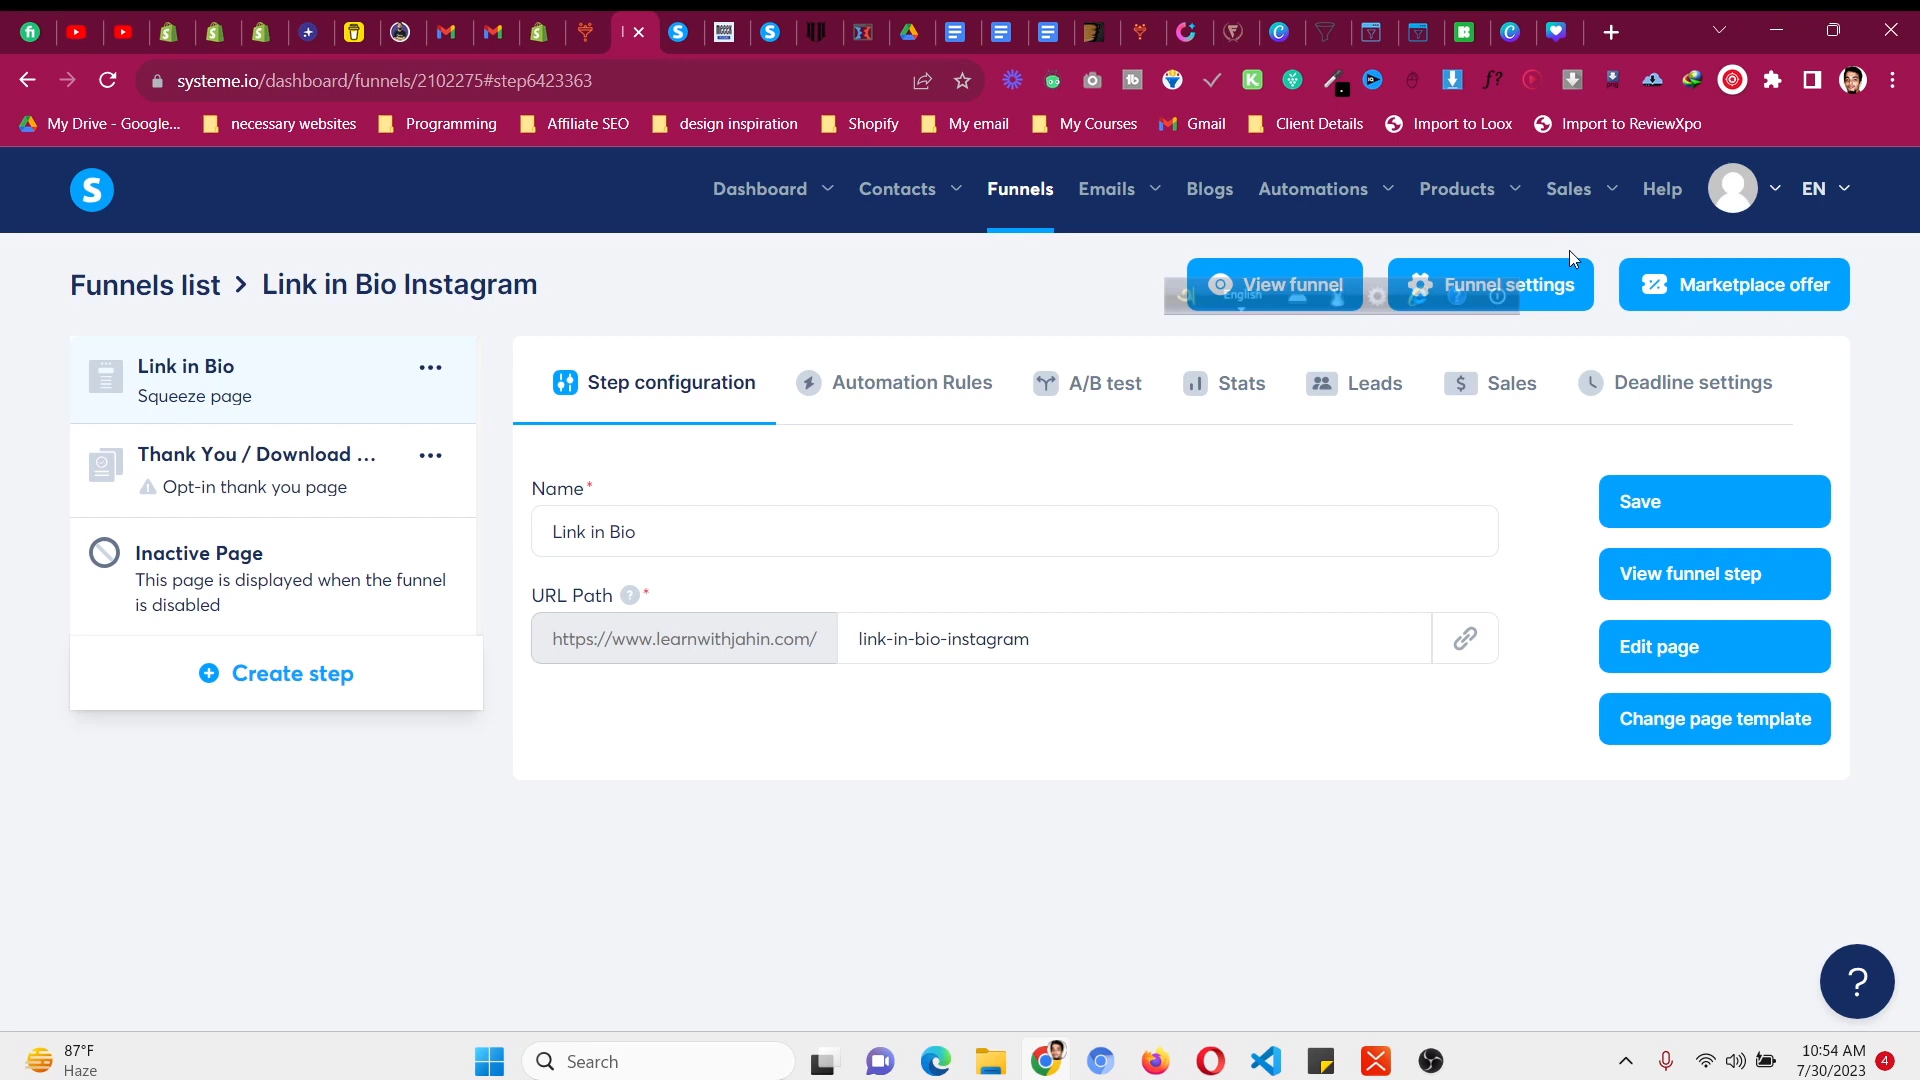 systeme.io/dashboard/funnels/2102275#step6423363
My Drive - Google...
necessary websites
Programming
Affiliate SEO
design inspiration
Shopify
My email
My Courses
Gmail
Client Details
Import to Loox
Import to ReviewXpo
S
Dashboard
Contacts
Funnels
Emails
Blogs
Automations
Products
Sales
Help
EN
Funnels list > Link in Bio Instagram
View funnel
English
Funnel settings
Marketplace offer
Link in Bio
Squeeze page
Thank You / Download ...
Opt-in thank you page
Inactive Page
This page is displayed when the funnel
is disabled
Create step
Step configuration
Automation Rules
A/B test
Stats
Leads
Sales
Deadline settings
Name*
Link in Bio
URL Path ? *
https://www.learnwithjahin.com/
link-in-bio-instagram
Save
View funnel step
Edit page
Change page template
?
87°F
Haze
Search
10:54 AM
7/30/2023
4